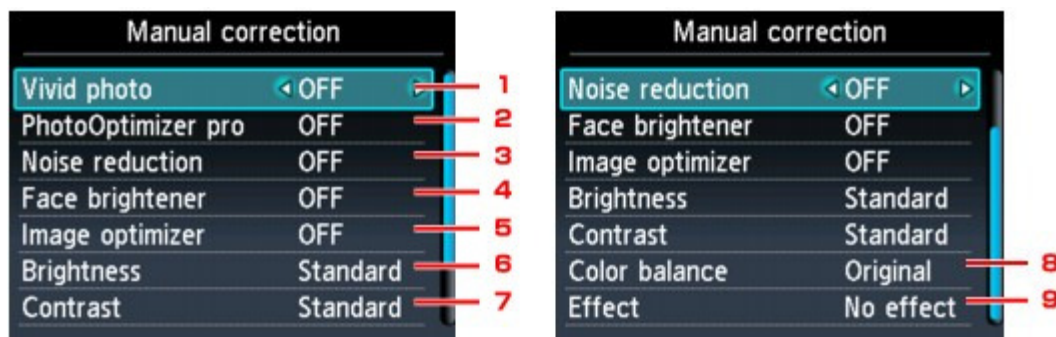 Manual correction
Vivid photo OFF 1
PhotoOptimizer pro OFF 2
Noise reduction OFF 3
Face brightener OFF 4
Image optimizer OFF 5
Brightness Standard 6
Contrast Standard 7
Manual correction
Noise reduction OFF
Face brightener OFF
Image optimizer OFF
Brightness Standard
Contrast Standard
Color balance Original 8
Effect No effect 9